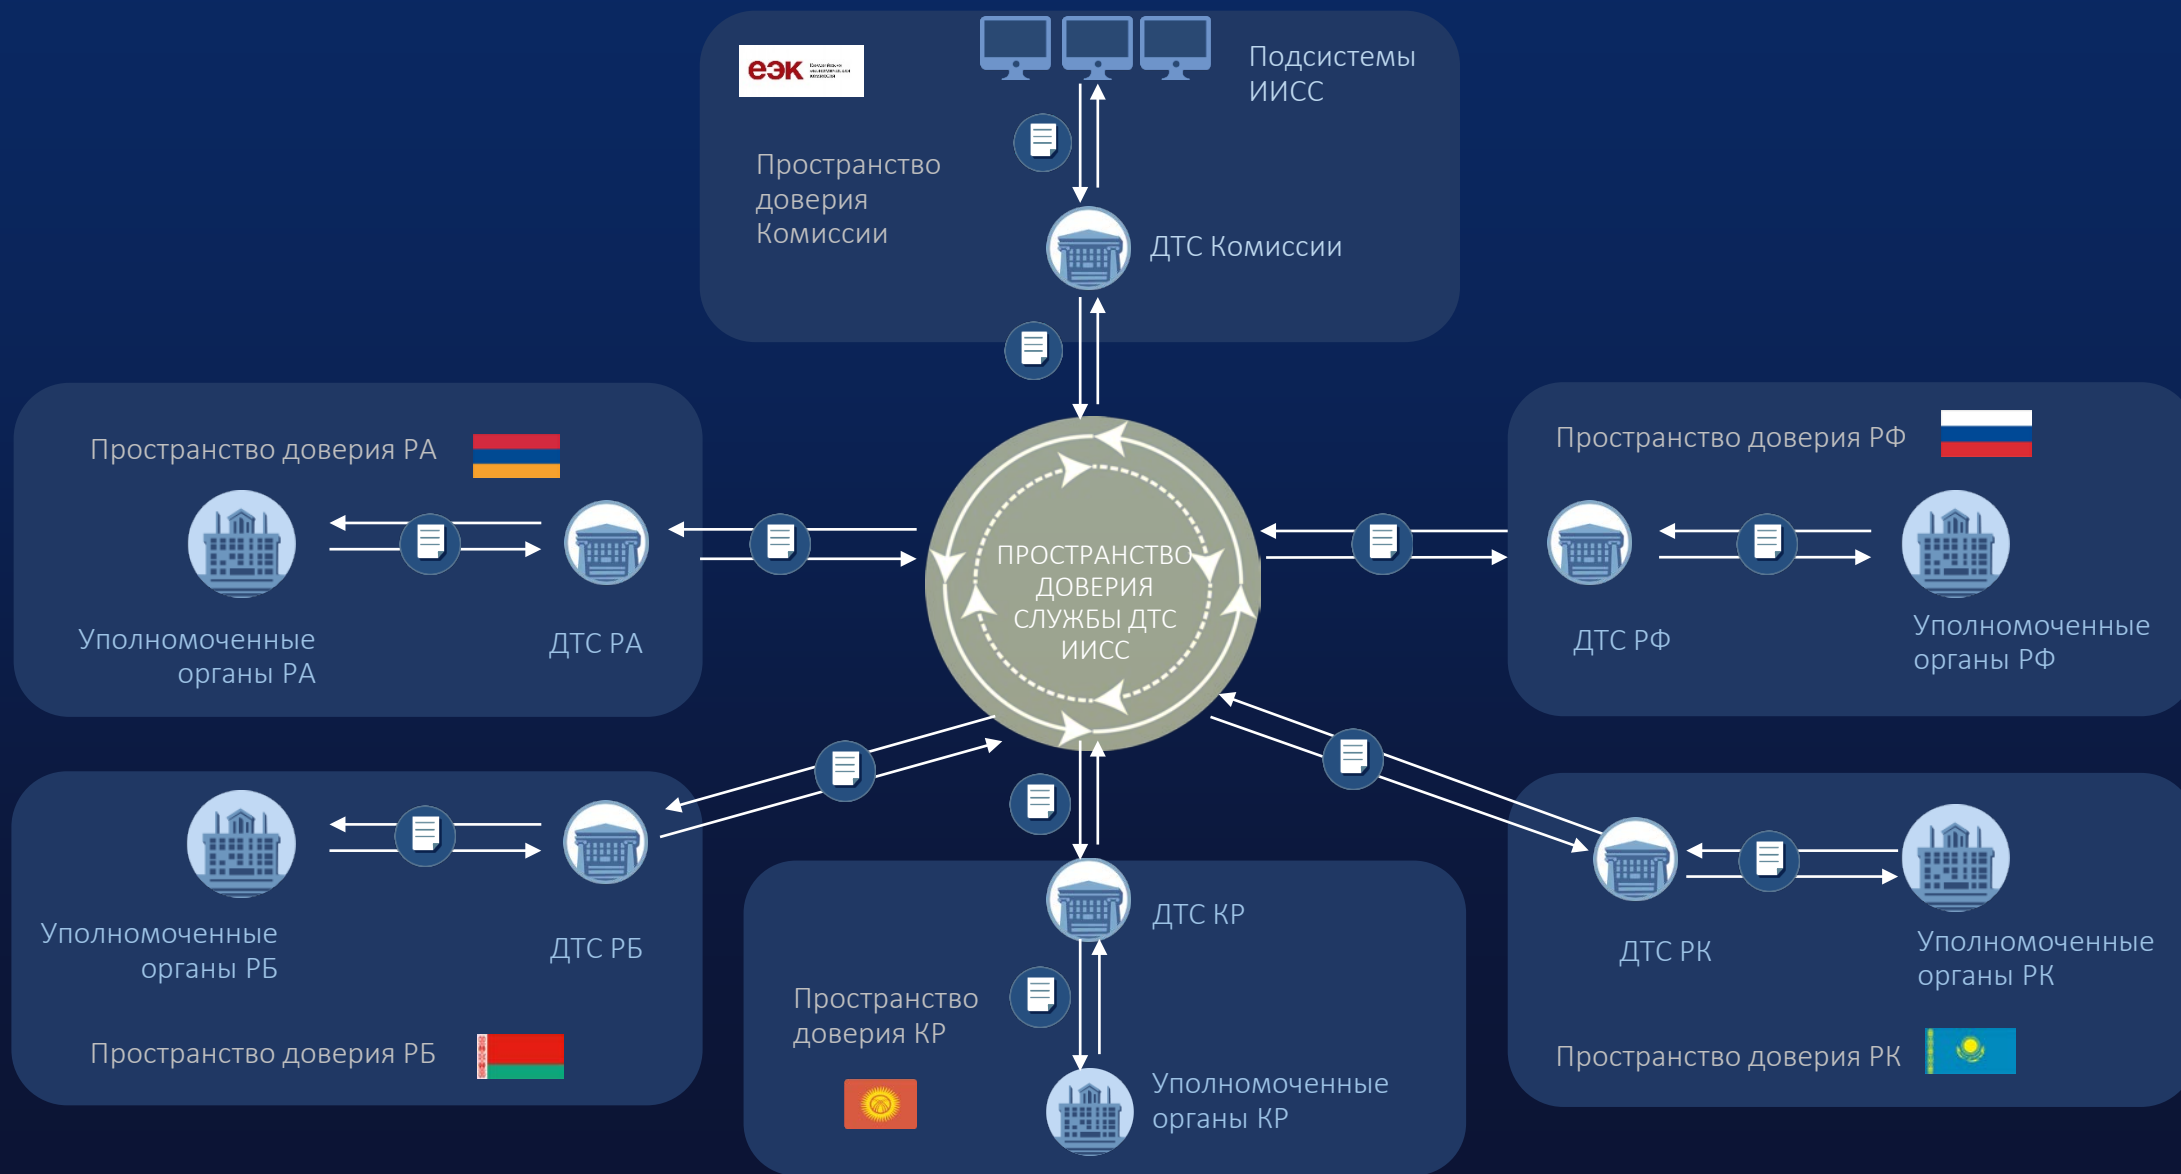 еэк
Подсистемы
ИИСС
Пространство
доверия
Комиссии
ДТС Комиссии
Пространство доверия РА
Уполномоченные
органы РА
ДТС РА
ПРОСТРАНСТВО
ДОВЕРИЯ
СЛУЖБЫ ДТС
ИИСС
Пространство доверия РФ
ДТС РФ
Уполномоченные
органы РФ
Уполномоченные
органы РБ
ДТС РБ
Пространство доверия РБ
ДТС КР
Пространство
доверия КР
Уполномоченные
органы КР
ДТС РК
Уполномоченные
органы РК
Пространство доверия РК